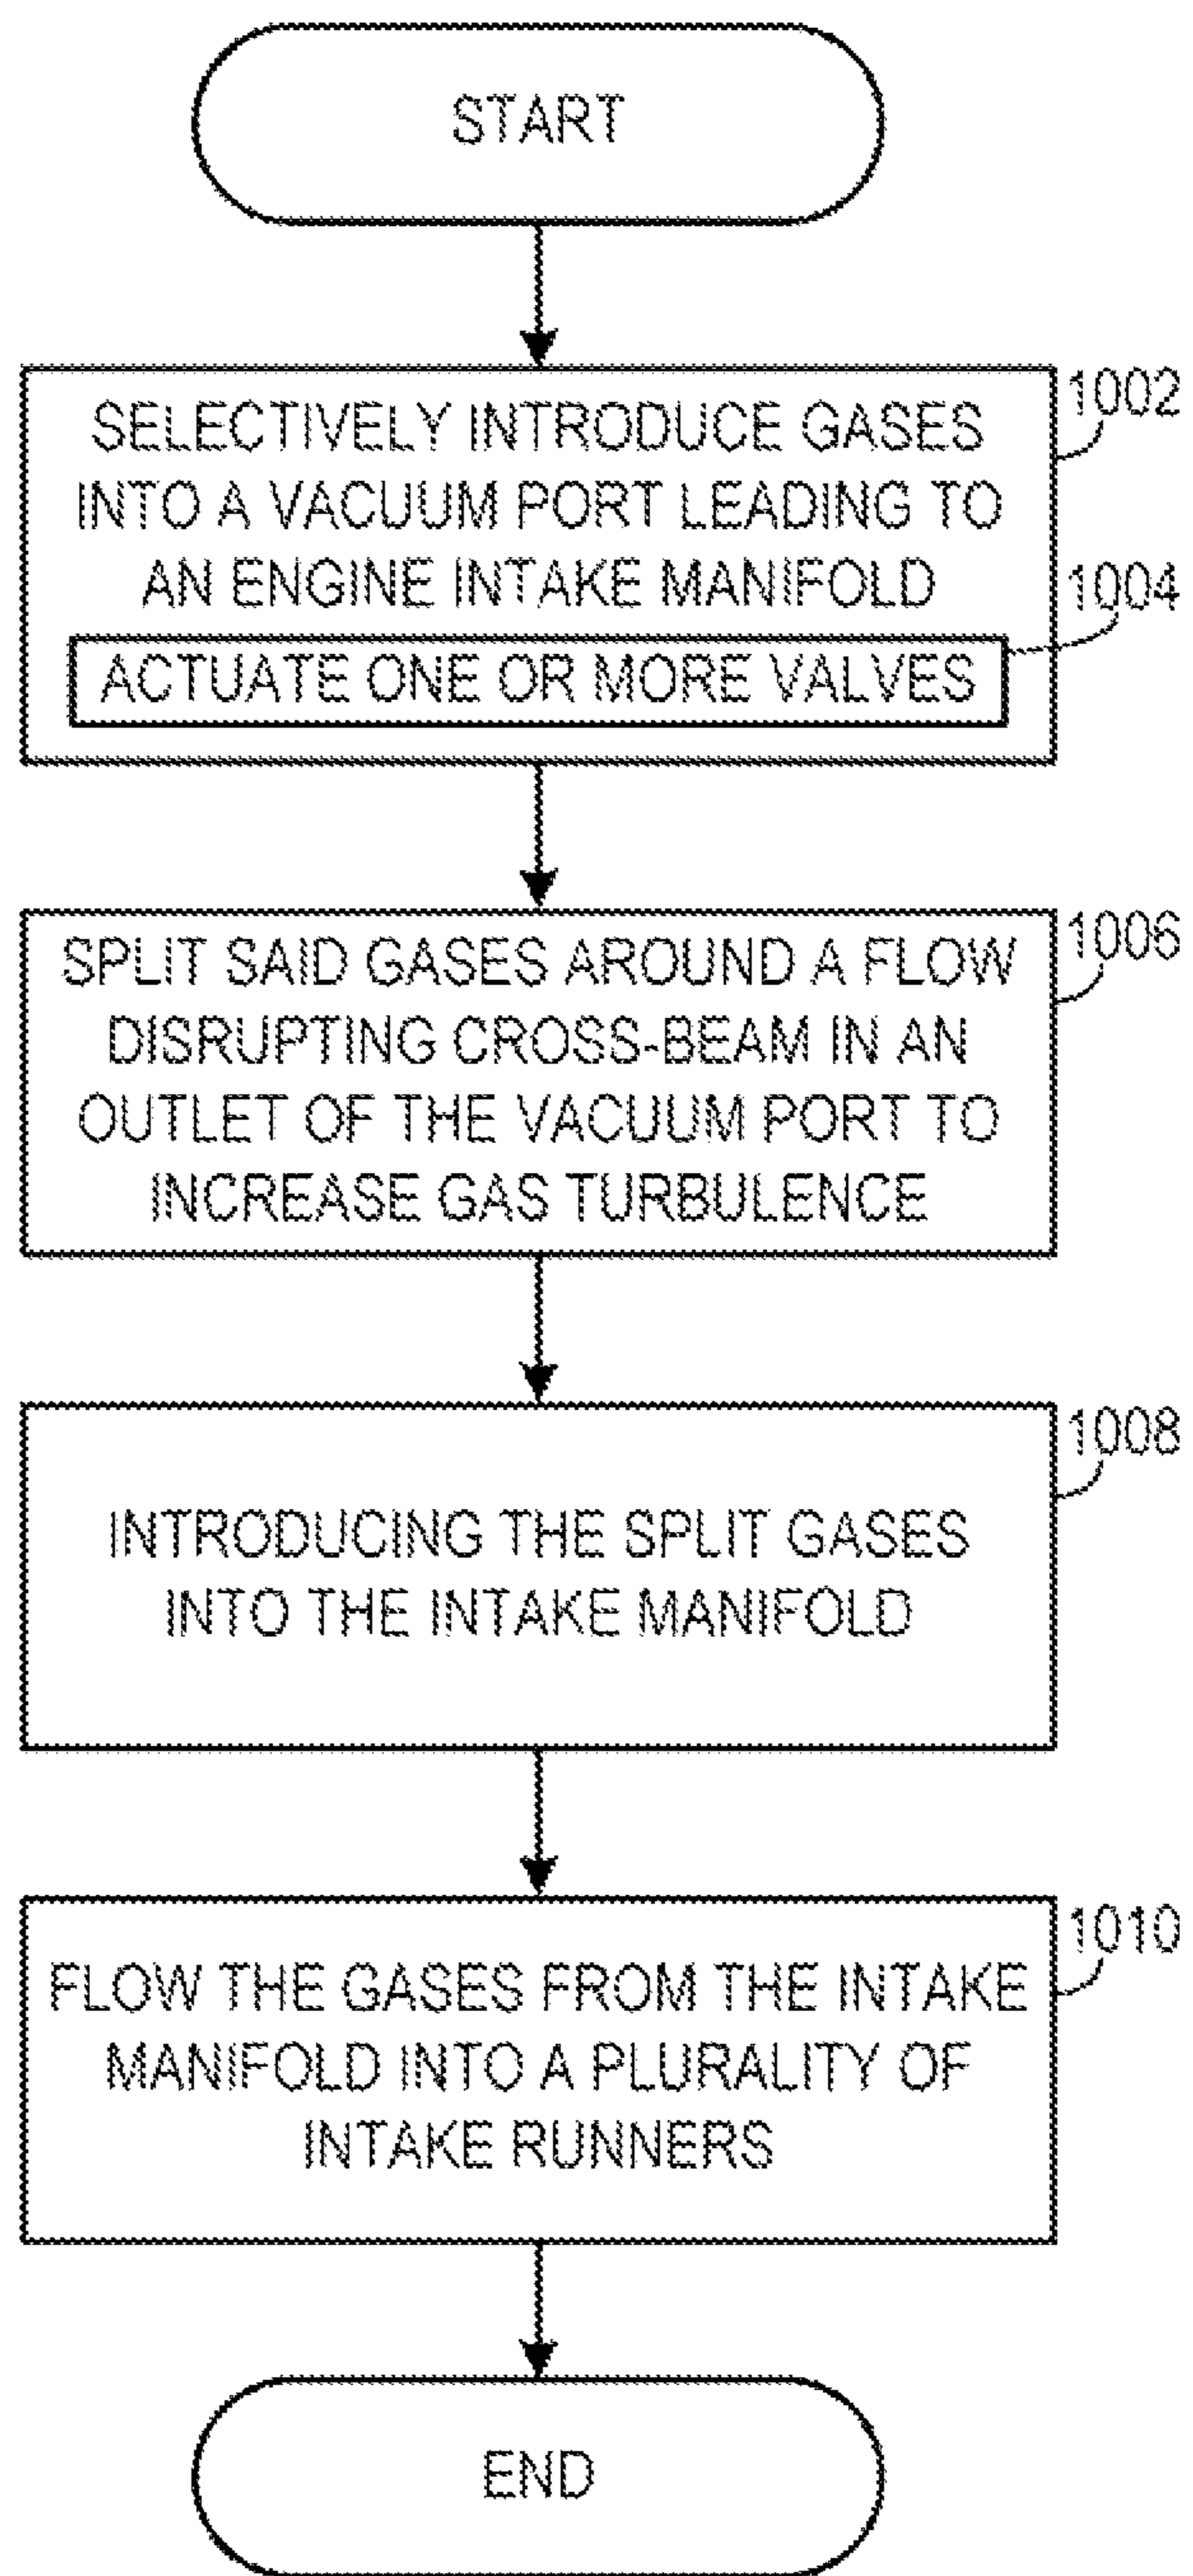 START
1002
SELECTIVELY INTRODUCE GASES
INTO A VACUUM PORT LEADING TO
AN ENGINE INTAKE MANIFOLD
1004
ACTUATE ONE OR MORE VALVES
1006
SPLIT SAID GASES AROUND A FLOW
DISRUPTING CROSS-BEAM IN AN
OUTLET OF THE VACUUM PORT TO
INCREASE GAS TURBULENCE
1008
INTRODUCING THE SPLIT GASES
INTO THE INTAKE MANIFOLD
1010
FLOW THE GASES FROM THE INTAKE
MANIFOLD INTO A PLURALITY OF
INTAKE RUNNERS
END